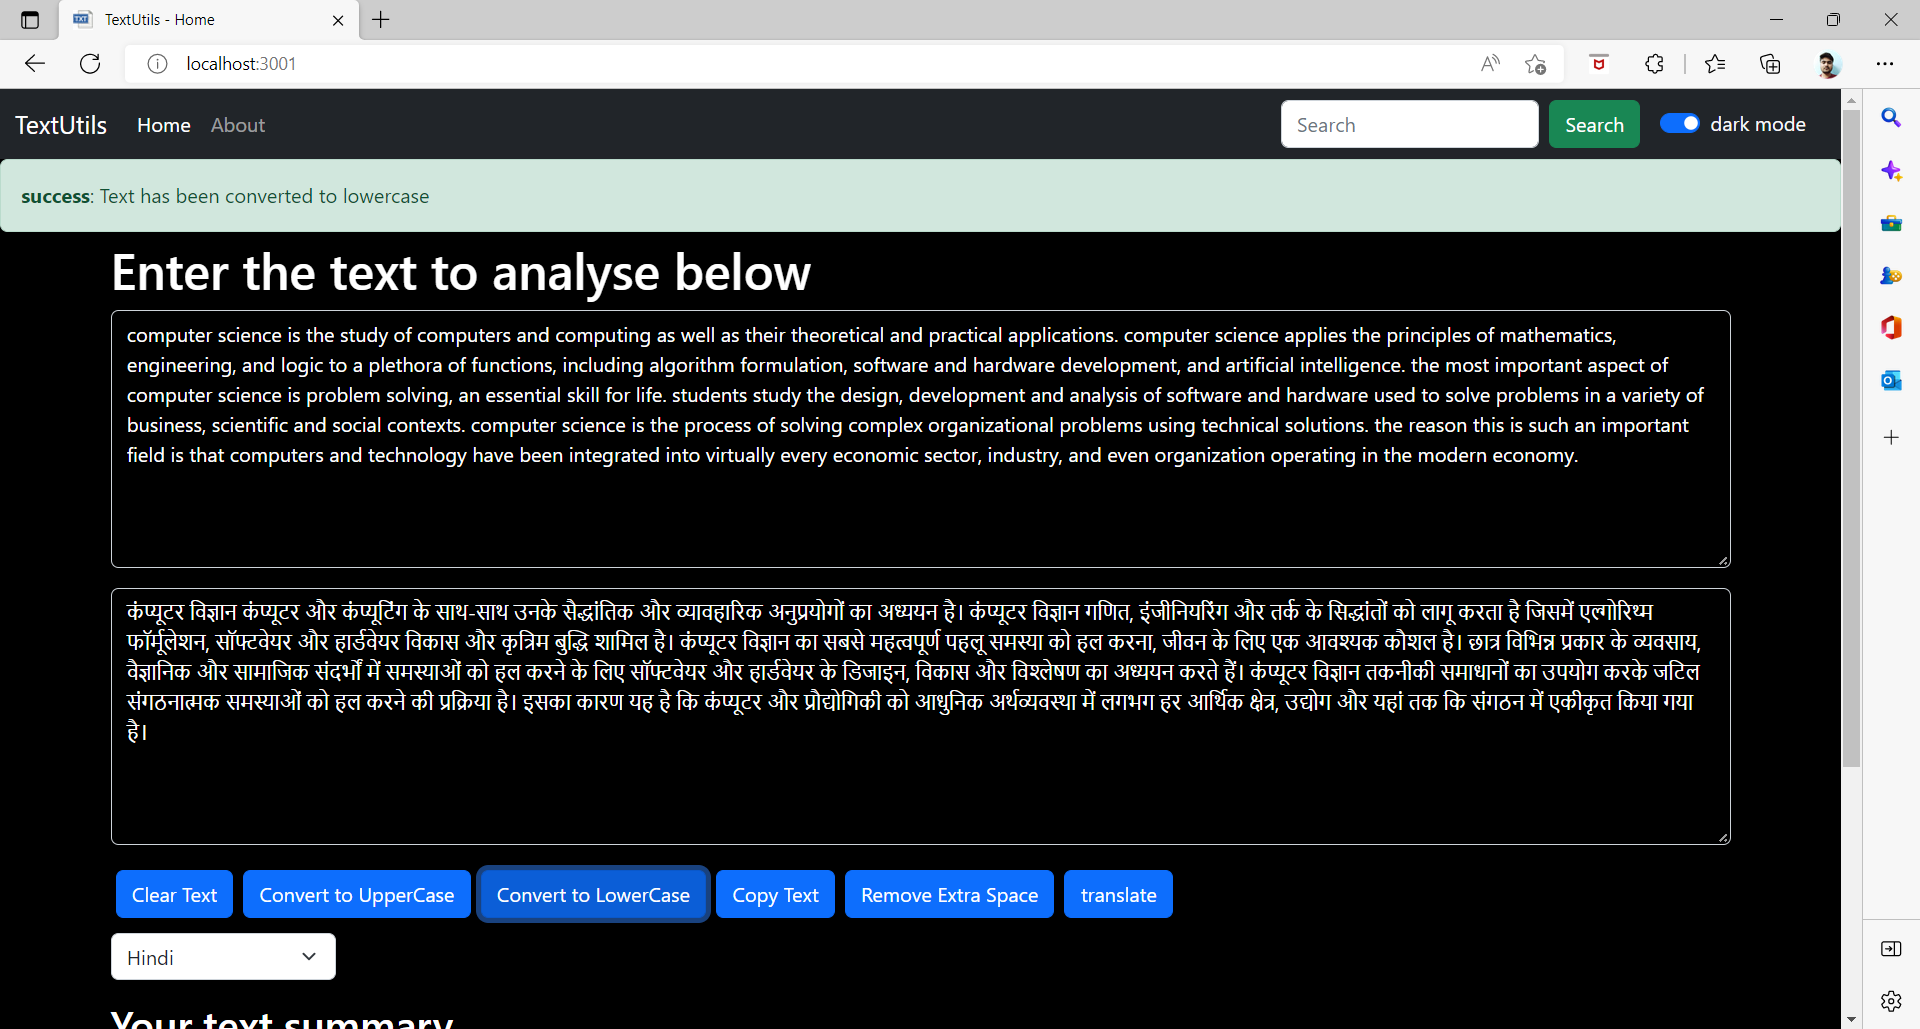 TextUtils - Home
localhost:3001
TextUtils Home About Search Search dark mode
success: Text has been converted to lowercase
Enter the text to analyse below
computer science is the study of computers and computing as well as their theoretical and practical applications. computer science applies the principles of mathematics,
engineering, and logic to a plethora of functions, including algorithm formulation, software and hardware development, and artificial intelligence. the most important aspect of
computer science is problem solving, an essential skill for life. students study the design, development and analysis of software and hardware used to solve problems in a variety of
business, scientific and social contexts. computer science is the process of solving complex organizational problems using technical solutions. the reason this is such an important
field is that computers and technology have been integrated into virtually every economic sector, industry, and even organization operating in the modern economy.
कंप्यूटर विज्ञान कंप्यूटर और कंप्यूटिंग के साथ-साथ उनके सैद्धांतिक और व्यावहारिक अनुप्रयोगों का अध्ययन है। कंप्यूटर विज्ञान गणित, इंजीनियरिंग और तर्क के सिद्धांतों को लागू करता है जिसमें एल्गोरिथ्म
फॉर्मूलेशन, सॉफ्टवेयर और हार्डवेयर विकास और कृत्रिम बुद्धि शामिल है। कंप्यूटर विज्ञान का सबसे महत्वपूर्ण पहलू समस्या को हल करना, जीवन के लिए एक आवश्यक कौशल है। छात्र विभिन्न प्रकार के व्यवसाय,
वैज्ञानिक और सामाजिक संदर्भों में समस्याओं को हल करने के लिए सॉफ्टवेयर और हार्डवेयर के डिजाइन, विकास और विश्लेषण का अध्ययन करते हैं। कंप्यूटर विज्ञान तकनीकी समाधानों का उपयोग करके जटिल
संगठनात्मक समस्याओं को हल करने की प्रक्रिया है। इसका कारण यह है कि कंप्यूटर और प्रौद्योगिकी को आधुनिक अर्थव्यवस्था में लगभग हर आर्थिक क्षेत्र, उद्योग और यहां तक कि संगठन में एकीकृत किया गया
है।
Clear Text Convert to UpperCase Convert to LowerCase Copy Text Remove Extra Space translate
Hindi
Your text summary